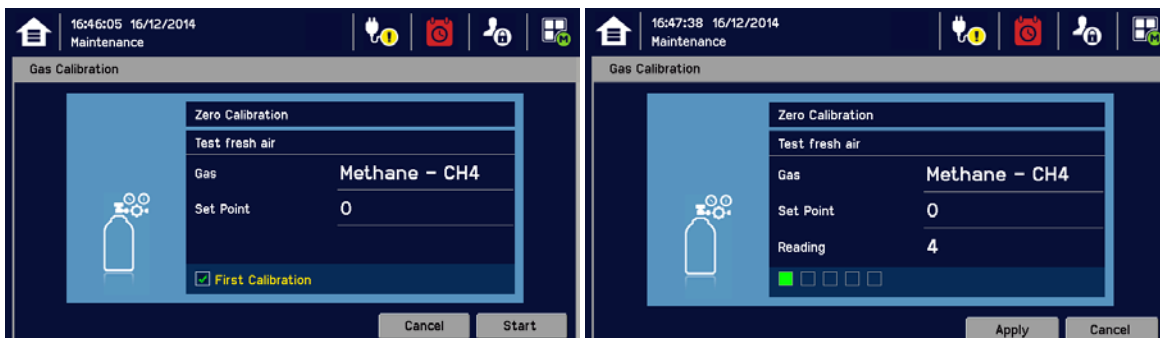 16:46:05 16/12/2014
Maintenance
Gas Calibration
Zero Calibration
Test fresh air
Gas Methane - CH4
Set Point 0
First Calibration
Cancel Start
16:47:38 16/12/2014
Maintenance
Gas Calibration
Zero Calibration
Test fresh air
Gas Methane - CH4
Set Point 0
Reading 4
Apply Cancel